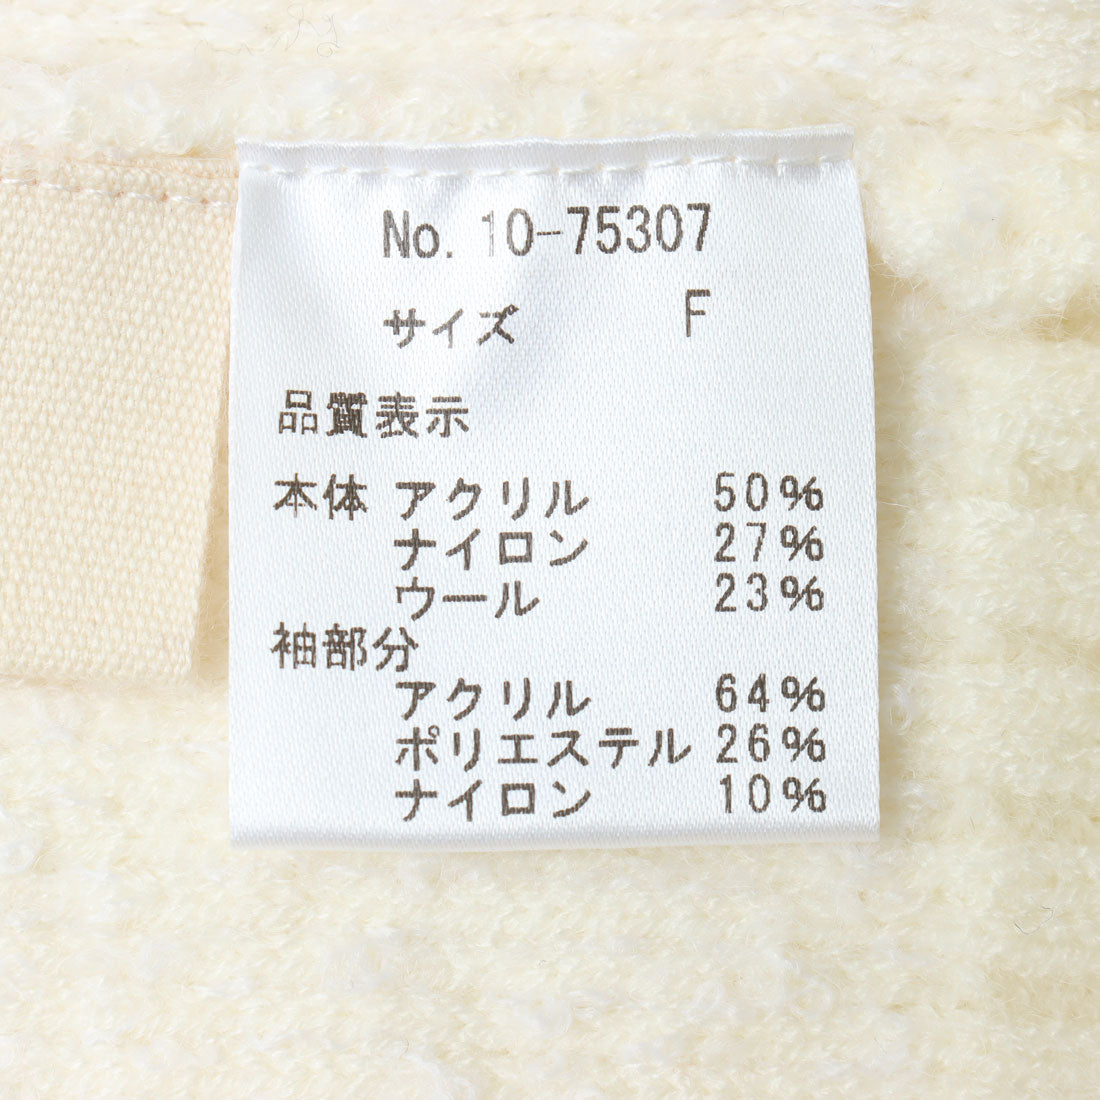 No. 10-75307
サイズ F
品質表示
本体 アクリル 50%
ナイロン 27%
ウール 23%
袖部分
アクリル 64%
ポリエステル 26%
ナイロン 10%